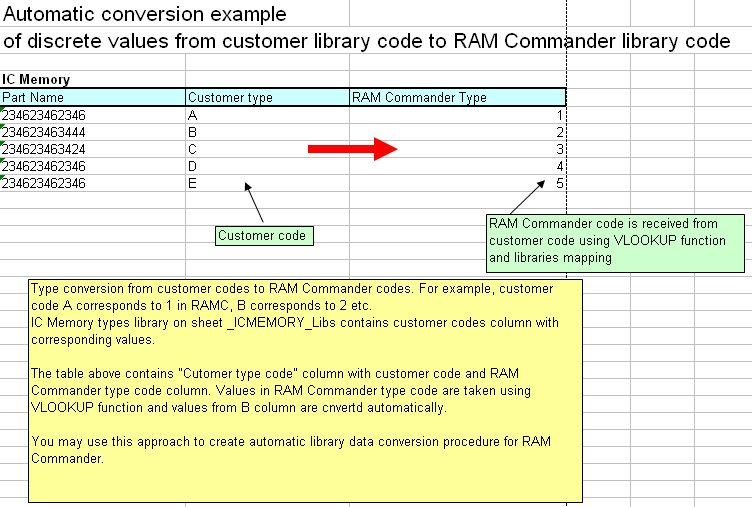 Automatic conversion example
of discrete values from customer library code to RAM Commander library code
IC Memory
Part Name Customer type RAM Commander Type
234623462346 A 1
234623463444 B 2
234623463424 C 3
234623462346 D 4
234623462346 E 5
Customer code
RAM Commander code is received from
customer code using VLOOKUP function
and libraries mapping
Type conversion from customer codes to RAM Commander codes. For example, customer
code A corresponds to 1 in RAMC, B corresponds to 2 etc.
IC Memory types library on sheet _ICMEMORY_Libs contains customer codes column with
corresponding values.
The table above contains "Cutomer type code" column with customer code and RAM
Commander type code column. Values in RAM Commander type code are taken using
VLOOKUP function and values from B column are cnvertd automatically.
You may use this approach to create automatic library data conversion procedure for RAM
Commander.